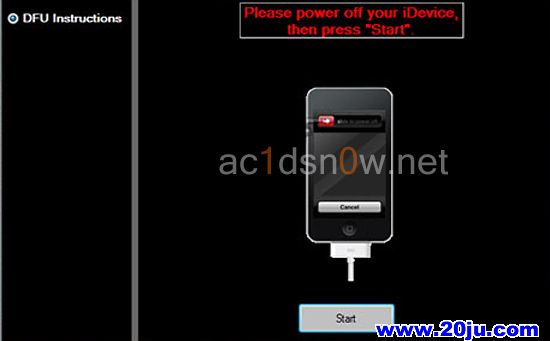 DFU Instructions
Please power off your iDevice,
then press "Start".
slide to power off
ac1dsn0w.net
Cancel
Start
www.20ju.com